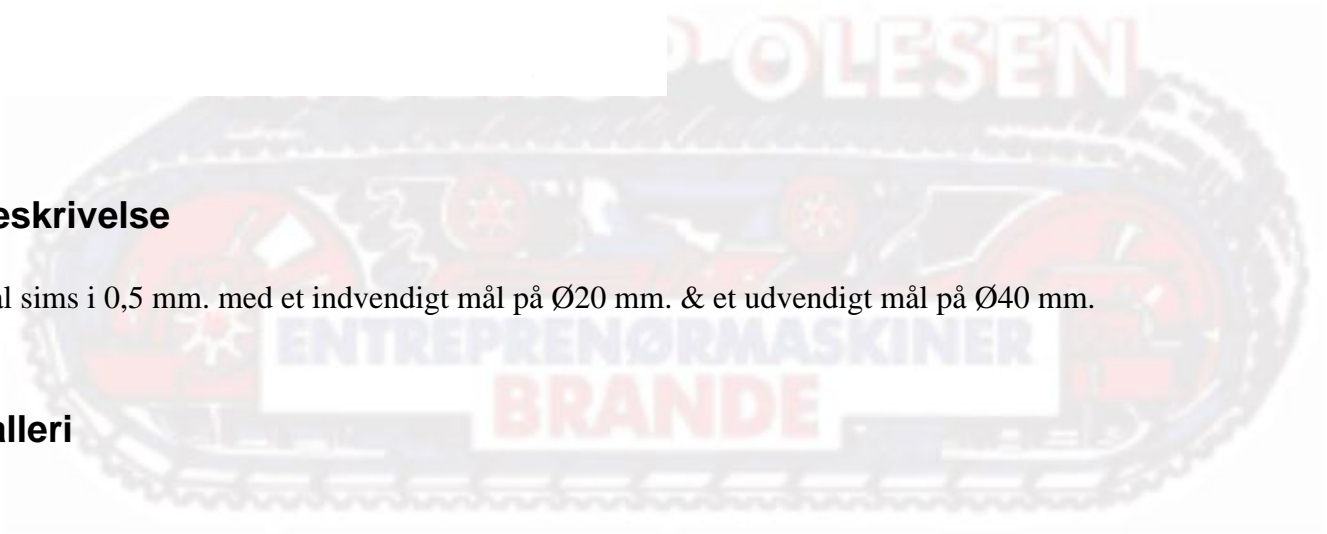 OLESEN
eskrivelse
al sims i 0,5 mm. med et indvendigt mål på Ø20 mm. & et udvendigt mål på Ø40 mm.
ENTREPRENØRMASKINER
BRANDE
alleri